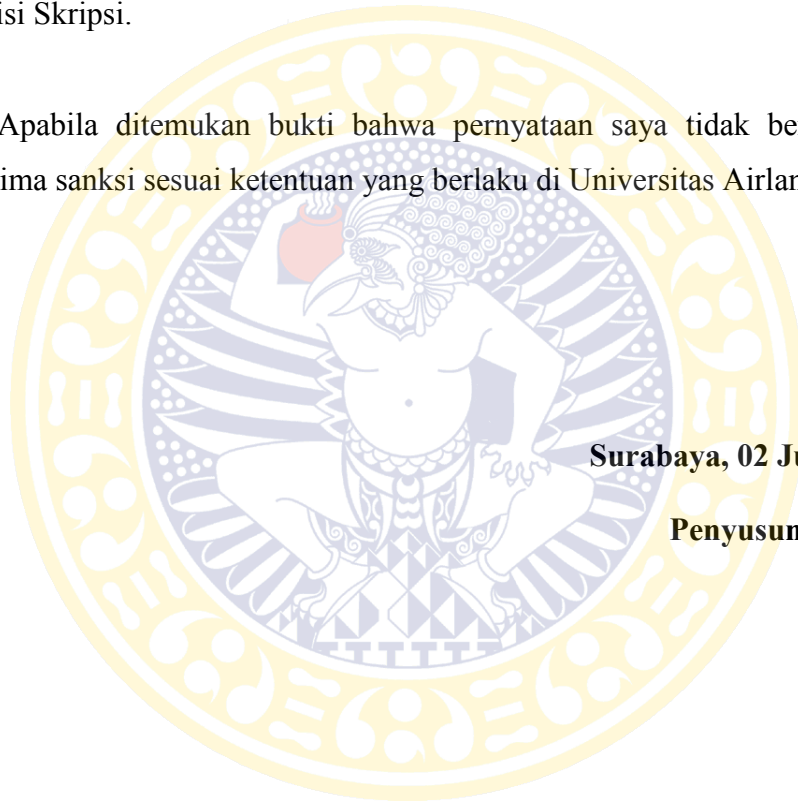 isi Skripsi.
Apabila ditemukan bukti bahwa pernyataan saya tidak be
ima sanksi sesuai ketentuan yang berlaku di Universitas Airlan
Surabaya, 02 Ju
Penyusun